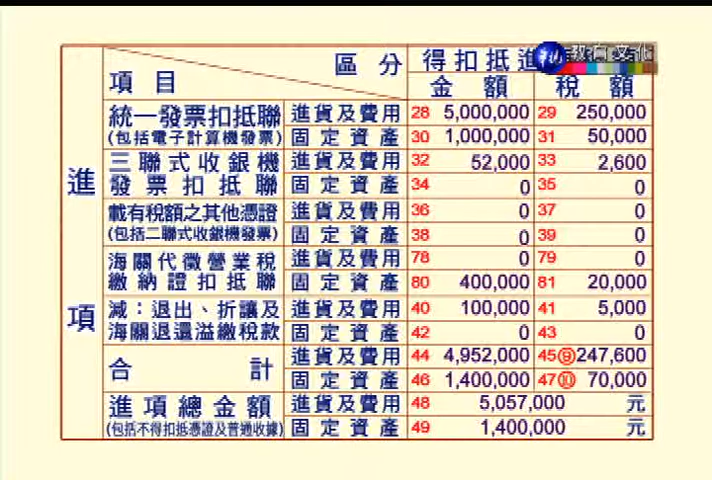 區 分
得扣抵進
教育文化
項 目
金 額
稅 額
進 項
統一發票扣抵聯
(包括電子計算機發票)
進貨及費用 28 5,000,000 29 250,000
固定資產 30 1,000,000 31 50,000
三聯式收銀機
發票扣抵聯
進貨及費用 32 52,000 33 2,600
固定資產 34 0 35 0
載有稅額之其他憑證
(包括二聯式收銀機發票)
進貨及費用 36 0 37 0
固定資產 38 0 39 0
海關代徵營業稅
繳納證扣抵聯
進貨及費用 78 0 79 0
固定資產 80 400,000 81 20,000
減：退出、折讓及
海關退還溢繳稅款
進貨及費用 40 100,000 41 5,000
固定資產 42 0 43 0
合 計
進貨及費用 44 4,952,000 45⑨247,600
固定資產 46 1,400,000 47⑩ 70,000
進項總金額
(包括不得扣抵憑證及普通收據)
進貨及費用 48 5,057,000 元
固定資產 49 1,400,000 元